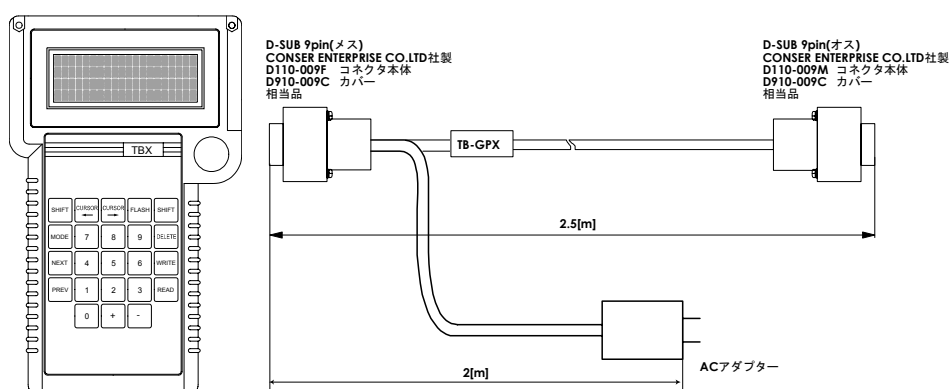 D-SUB 9pin(メス)
CONSER ENTERPRISE CO.LTD社製
D110-009F コネクタ本体
D910-009C カバー
相当品
D-SUB 9pin(オス)
CONSER ENTERPRISE CO.LTD社製
D110-009M コネクタ本体
D910-009C カバー
相当品
TBX
TB-GPX
SHIFT CURSOR ← CURSOR → FLASH SHIFT
MODE 7 8 9 DELETE
NEXT 4 5 6 WRITE
PREV 1 2 3 READ
0 + -
2.5[m]
ACアダプター
2[m]